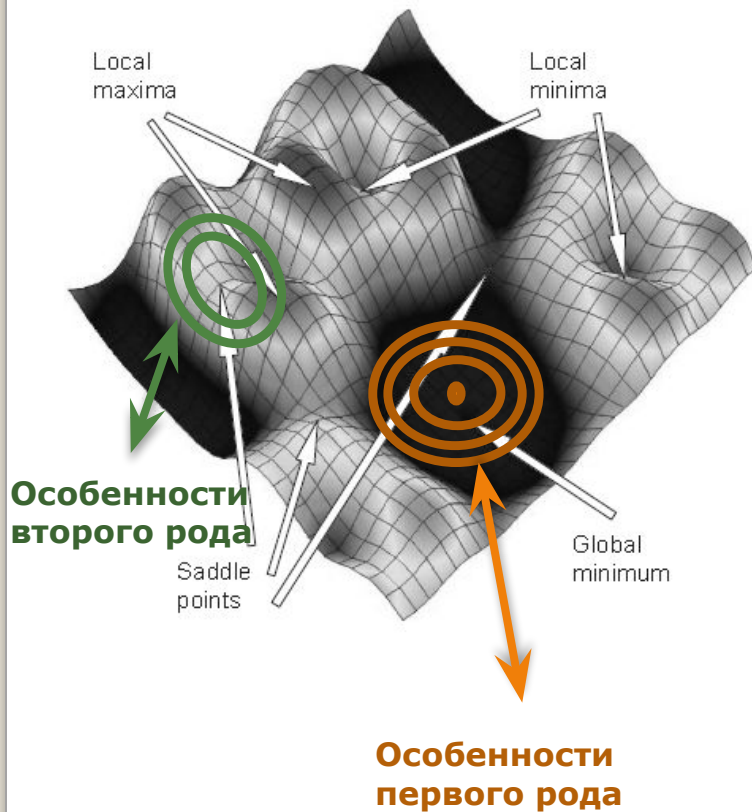 Local
maxima
Local
minima
Особенности
второго рода
Saddle
points
Global
minimum
Особенности
первого рода